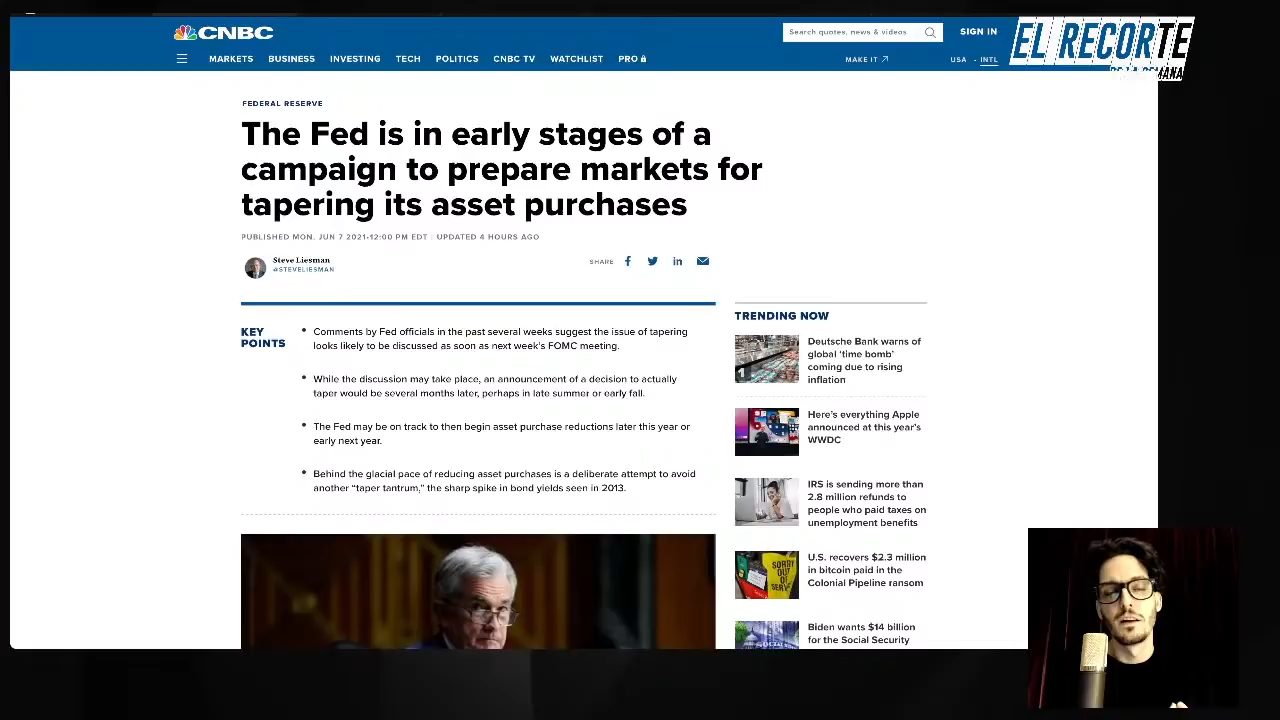 CNBC
Search quotes, news & videos
SIGN IN
EL RECORTE
DE LA SEMANA
MARKETS BUSINESS INVESTING TECH POLITICS CNBC TV WATCHLIST PRO
MAKE IT
USA · INTL
FEDERAL RESERVE
The Fed is in early stages of a
campaign to prepare markets for
tapering its asset purchases
PUBLISHED MON, JUN 7 2021•12:00 PM EDT | UPDATED 4 HOURS AGO
Steve Liesman
@STEVELIESMAN
SHARE
KEY
POINTS
Comments by Fed officials in the past several weeks suggest the issue of tapering
looks likely to be discussed as soon as next week's FOMC meeting.
While the discussion may take place, an announcement of a decision to actually
taper would be several months later, perhaps in late summer or early fall.
The Fed may be on track to then begin asset purchase reductions later this year or
early next year.
Behind the glacial pace of reducing asset purchases is a deliberate attempt to avoid
another “taper tantrum,” the sharp spike in bond yields seen in 2013.
TRENDING NOW
1
Deutsche Bank warns of
global ‘time bomb’
coming due to rising
inflation
Here’s everything Apple
announced at this year’s
WWDC
IRS is sending more than
2.8 million refunds to
people who paid taxes on
unemployment benefits
SORRY
OUT OF
SERV
U.S. recovers $2.3 million
in bitcoin paid in the
Colonial Pipeline ransom
Biden wants $14 billion
for the Social Security